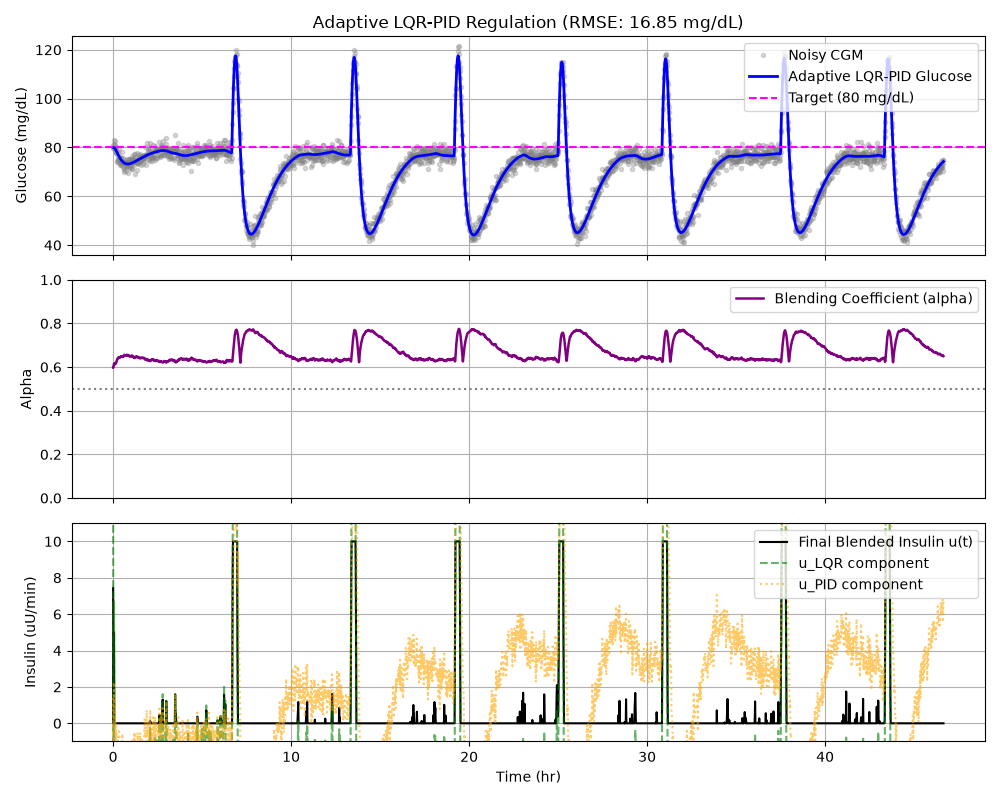 Adaptive LQR-PID Regulation (RMSE: 16.85 mg/dL)
120
100
80
60
40
Glucose (mg/dL)
Noisy CGM
Adaptive LQR-PID Glucose
Target (80 mg/dL)
1.0
0.8
0.6
0.4
0.2
0.0
Alpha
Blending Coefficient (alpha)
10
8
6
4
2
0
Insulin (uU/min)
Final Blended Insulin u(t)
u_LQR component
u_PID component
0 10 20 30 40
Time (hr)